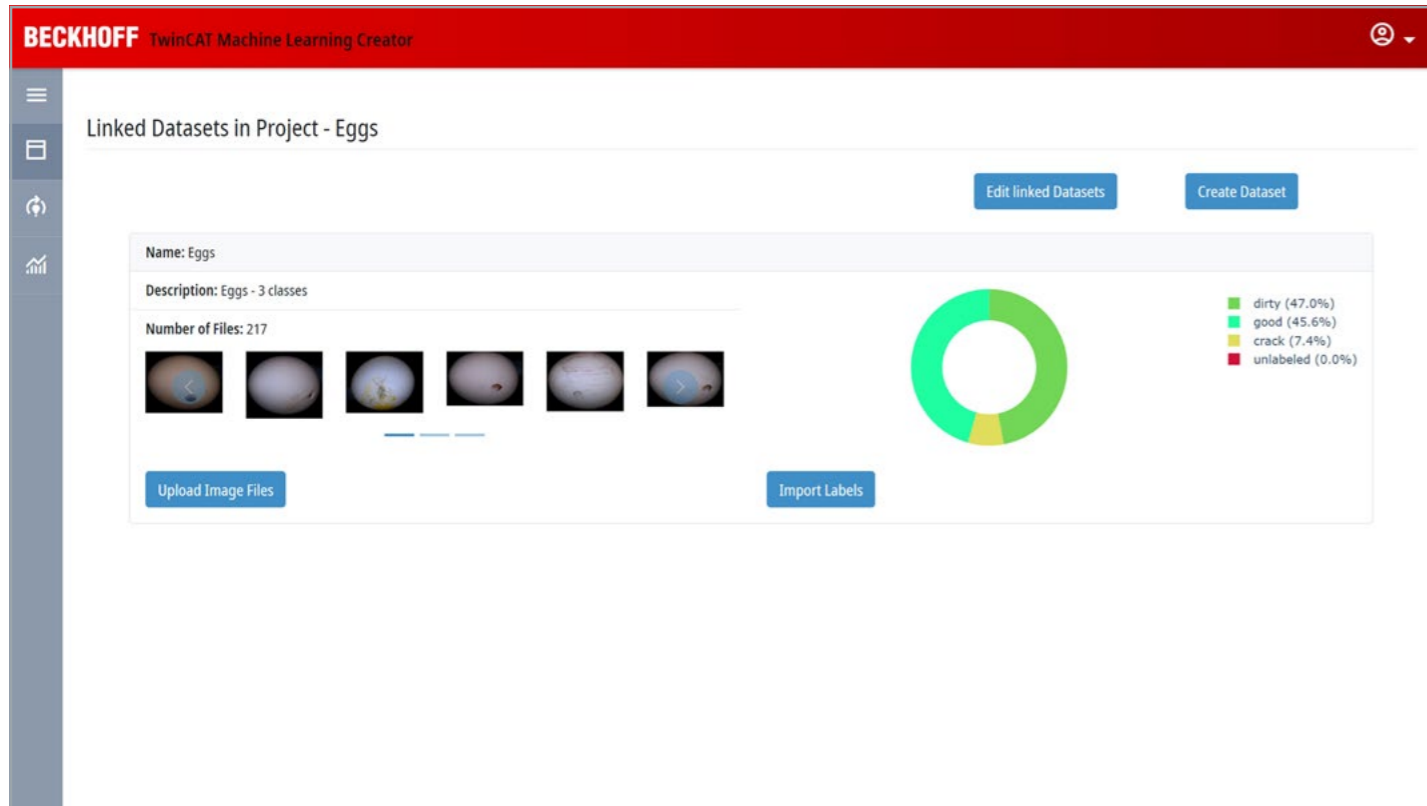 BECKHOFF TwinCAT Machine Learning Creator
Linked Datasets in Project - Eggs
Edit linked Datasets
Create Dataset
Name: Eggs
Description: Eggs - 3 classes
Number of Files: 217
dirty (47.0%)
good (45.6%)
crack (7.4%)
unlabeled (0.0%)
Upload Image Files
Import Labels